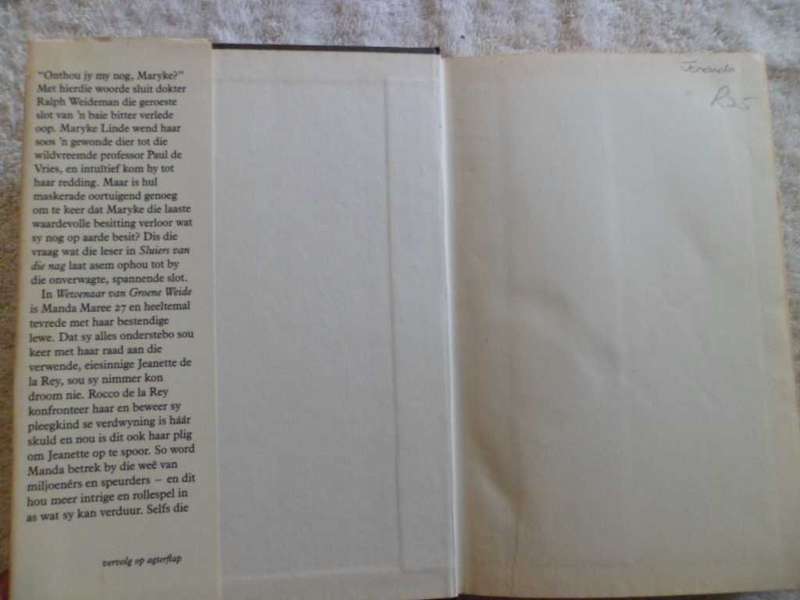 "Onthou jy my nog, Maryke?"
Met hierdie woorde sluit dokter
Ralph Weideman die geroeste
slot van 'n baie bitter verlede
oop. Maryke Linde wend haar
soos 'n gewonde dier tot die
wildvreemde professor Paul de
Vries, en intuïtief kom hy tot
haar redding. Maar is hul
maskerade oortuigend genoeg
om te keer dat Maryke die laaste
waardevolle besitting verloor wat
sy nog op aarde besit? Dis die
vraag wat die leser in Sluiers van
die nag laat asem ophou tot by
die onverwagte, spannende slot.
In Wewenaar van Groene Weide
is Manda Maree 27 en heeltemal
tevrede met haar bestendige
lewe. Dat sy alles onderstebo sou
keer met haar raad aan die
verwende, eiesinnige Jeanette de
la Rey, sou sy nimmer kon
droom nie. Rocco de la Rey
konfronteer haar en beweer sy
pleegkind se verdwyning is háár
skuld en nou is dit ook haar plig
om Jeanette op te spoor. So word
Manda betrek by die weë van
miljoenêrs en speurders – en dit
hou meer intrige en rollespel in
as wat sy kan verduur. Selfs die
vervolg op agterflap